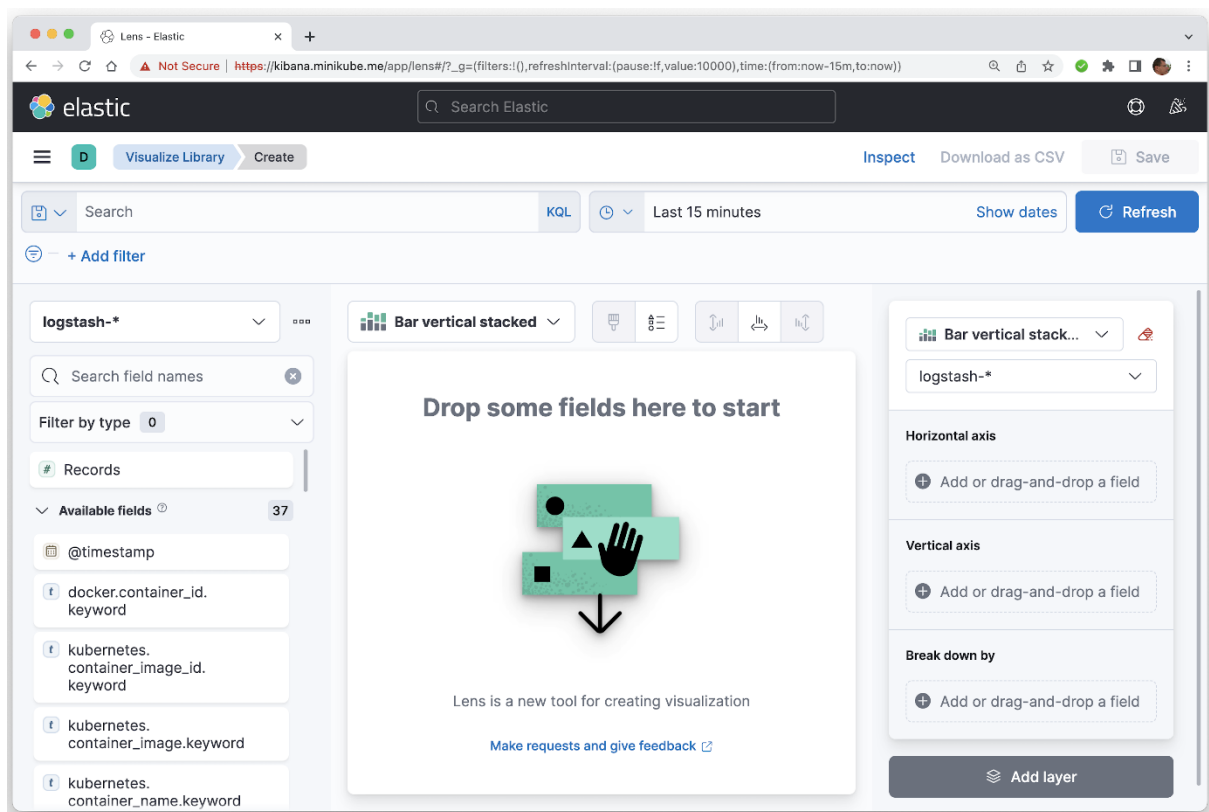 Lens - Elastic
Not Secure | https://kibana.minikube.me/app/lens#/?_g=(filters:!(),refreshInterval:(pause:!f,value:10000),time:(from:now-15m,to:now))
elastic
Search Elastic
D
Visualize Library
Create
Inspect
Download as CSV
Save
Search
KQL
Last 15 minutes
Show dates
Refresh
+ Add filter
logstash-*
Search field names
Filter by type 0
# Records
Available fields 37
@timestamp
t docker.container_id.
keyword
t kubernetes.
container_image_id.
keyword
t kubernetes.
container_image.keyword
t kubernetes.
container_name.keyword
Bar vertical stacked
Drop some fields here to start
Lens is a new tool for creating visualization
Make requests and give feedback
Bar vertical stack...
logstash-*
Horizontal axis
Add or drag-and-drop a field
Vertical axis
Add or drag-and-drop a field
Break down by
Add or drag-and-drop a field
Add layer